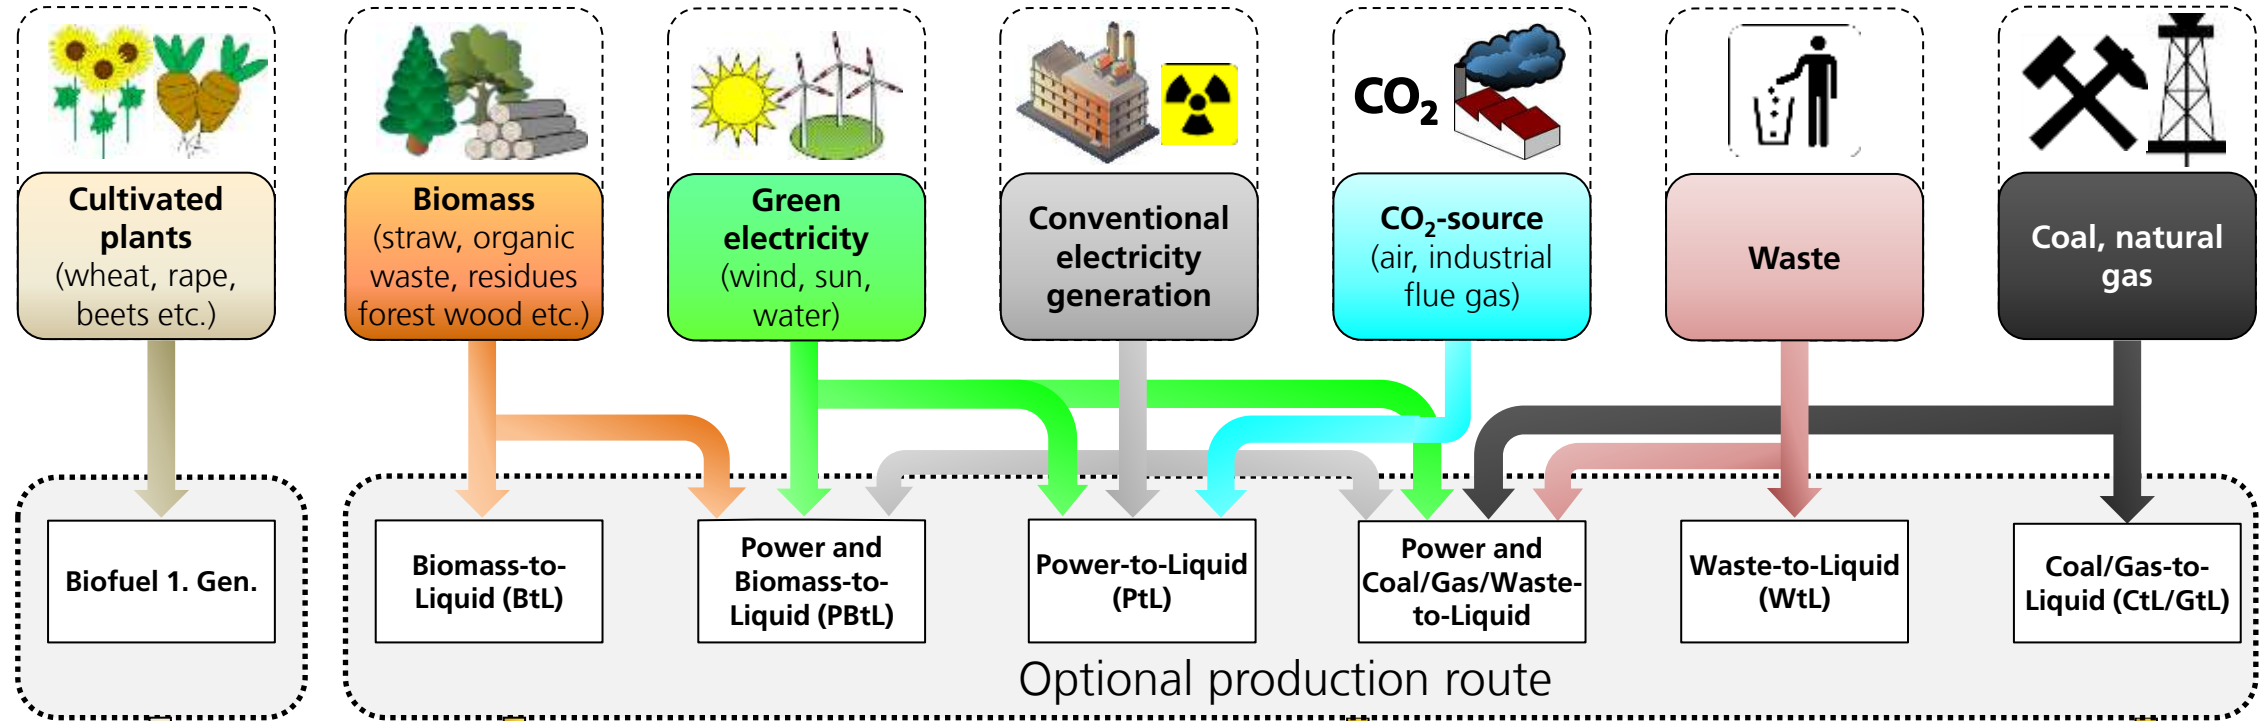 CO₂
Cultivated
plants
(wheat, rape,
beets etc.)
Biomass
(straw, organic
waste, residues
forest wood etc.)
Green
electricity
(wind, sun,
water)
Conventional
electricity
generation
CO₂-source
(air, industrial
flue gas)
Waste
Coal, natural
gas
Biofuel 1. Gen.
Biomass-to-
Liquid (BtL)
Power and
Biomass-to-
Liquid (PBtL)
Power-to-Liquid
(PtL)
Power and
Coal/Gas/Waste-
to-Liquid
Waste-to-Liquid
(WtL)
Coal/Gas-to-
Liquid (CtL/GtL)
Optional production route